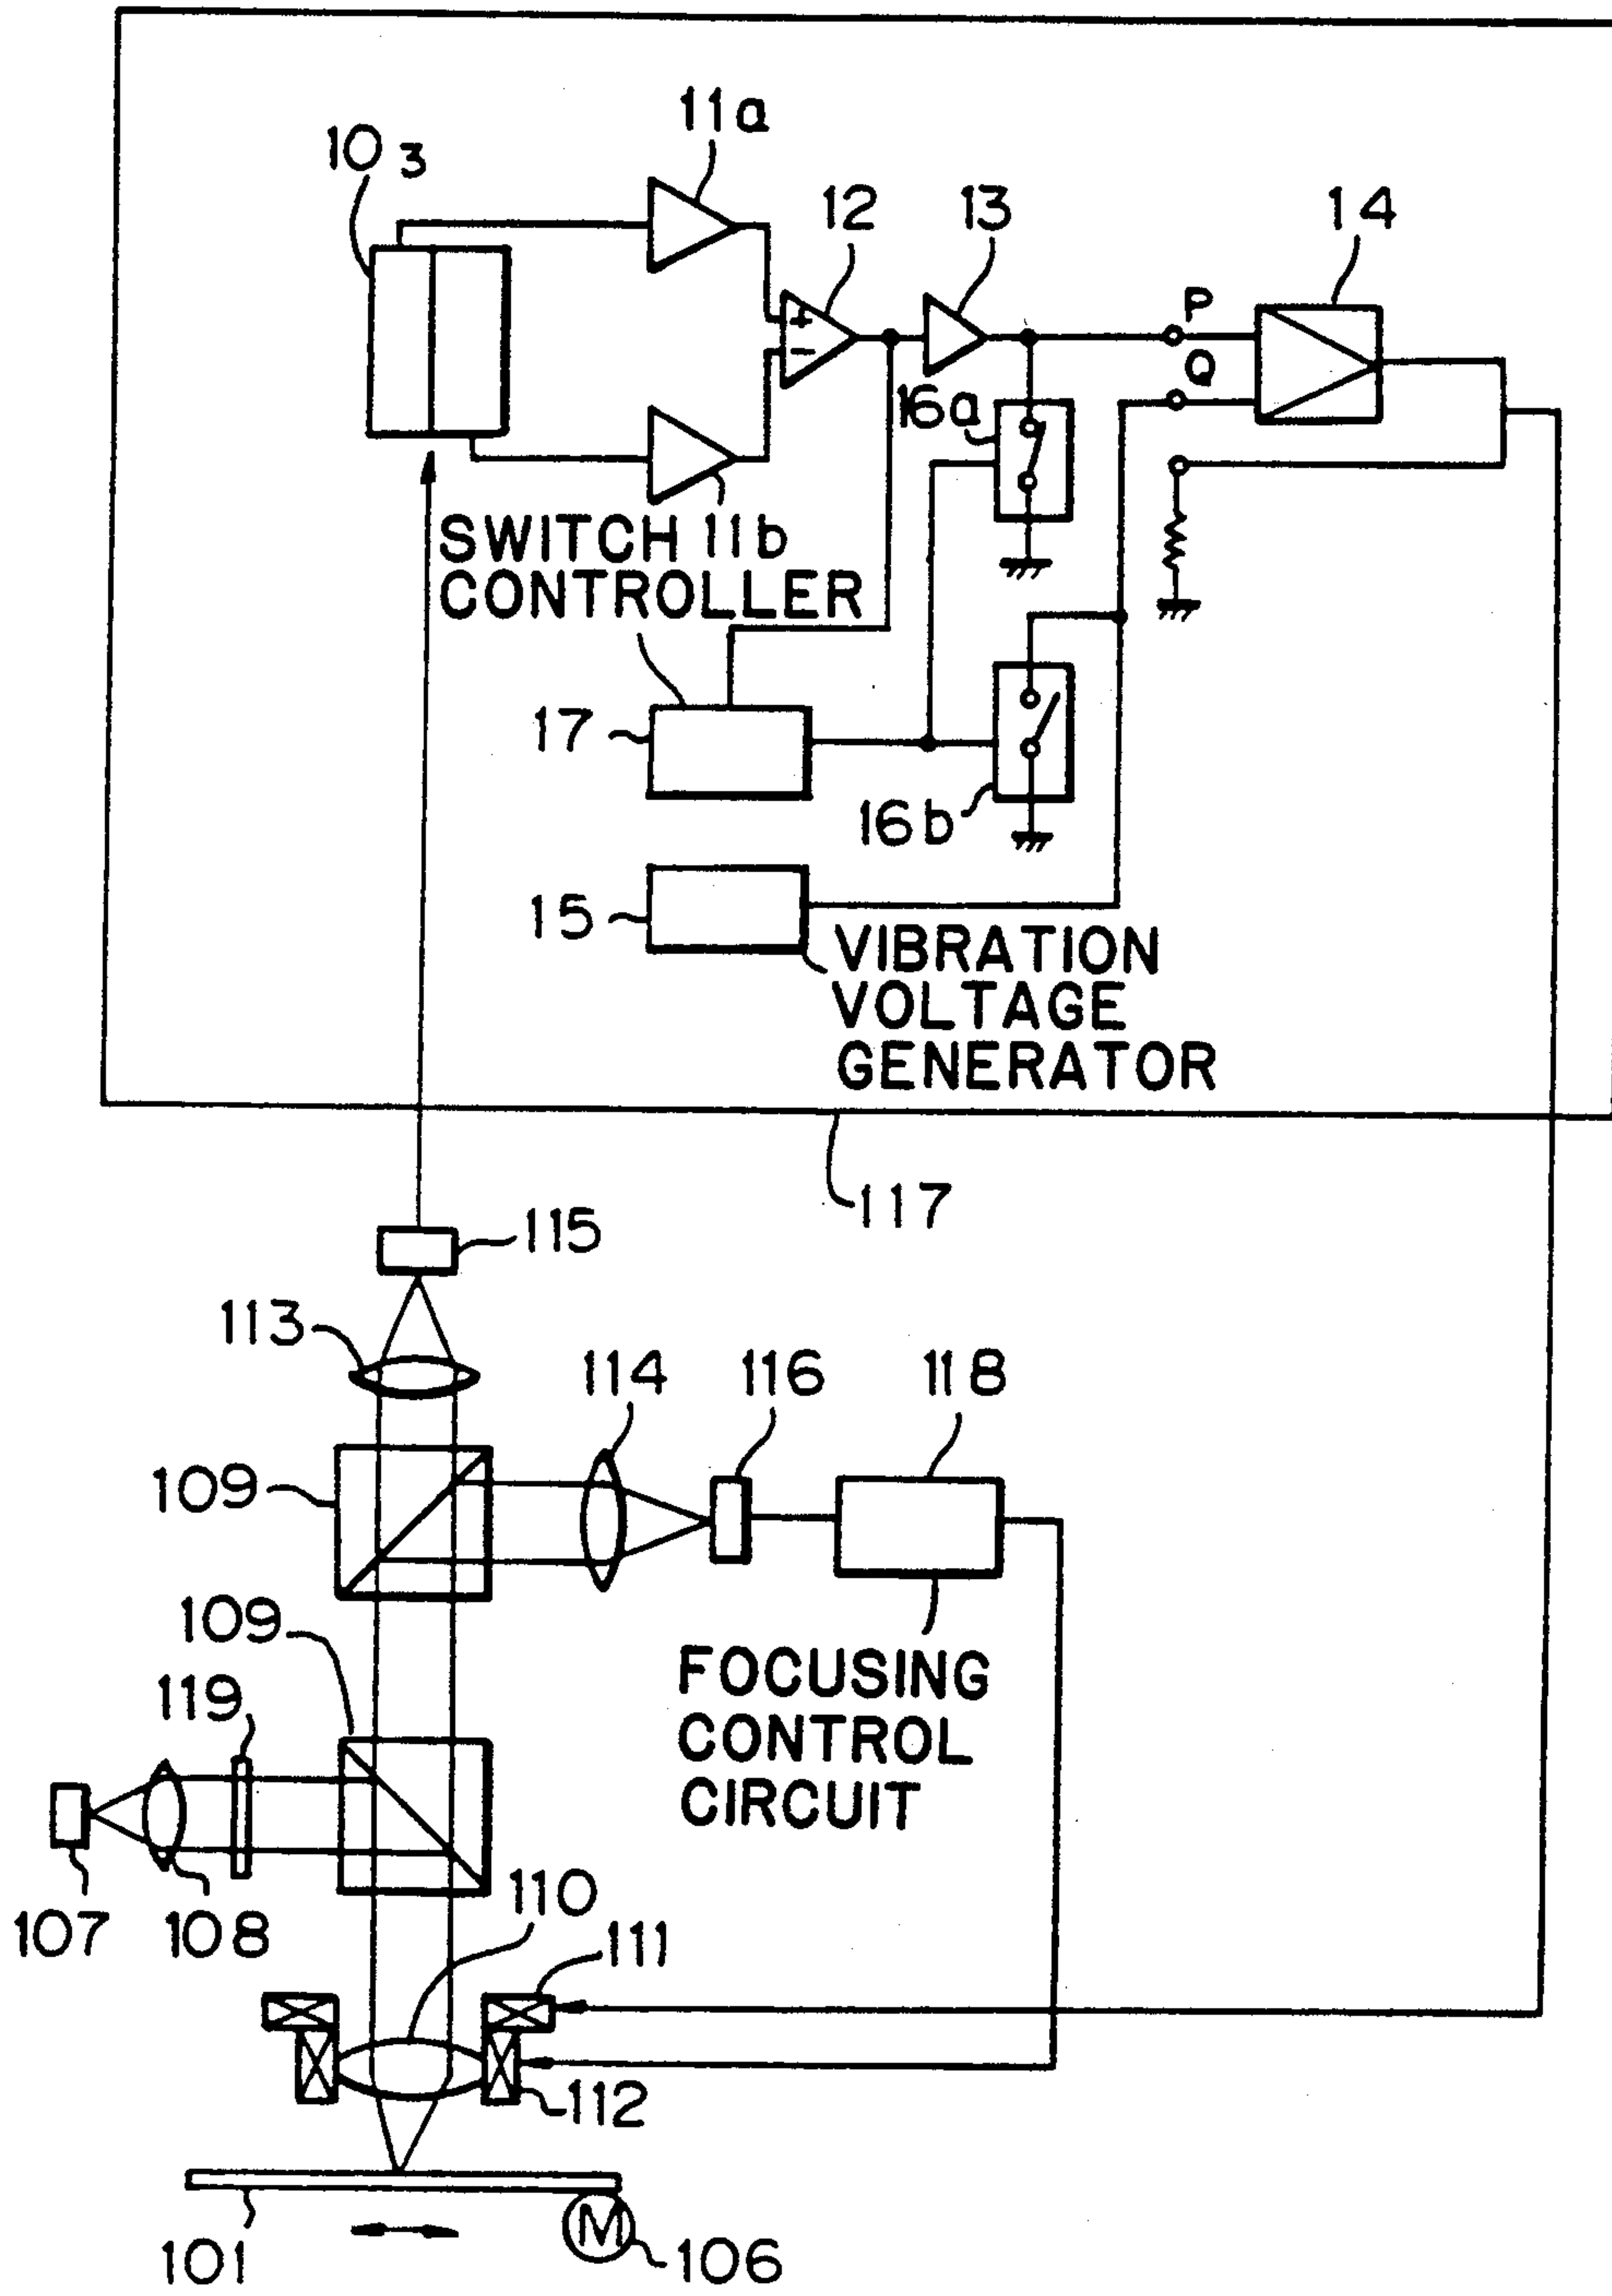 11a
10 3
12
13
14
P
Q
+
−
16a
SWITCH 11b
CONTROLLER
17
16b
15
VIBRATION
VOLTAGE
GENERATOR
117
115
113
114
116
118
109
109
FOCUSING
CONTROL
CIRCUIT
119
107
108
110
111
112
101
M
106